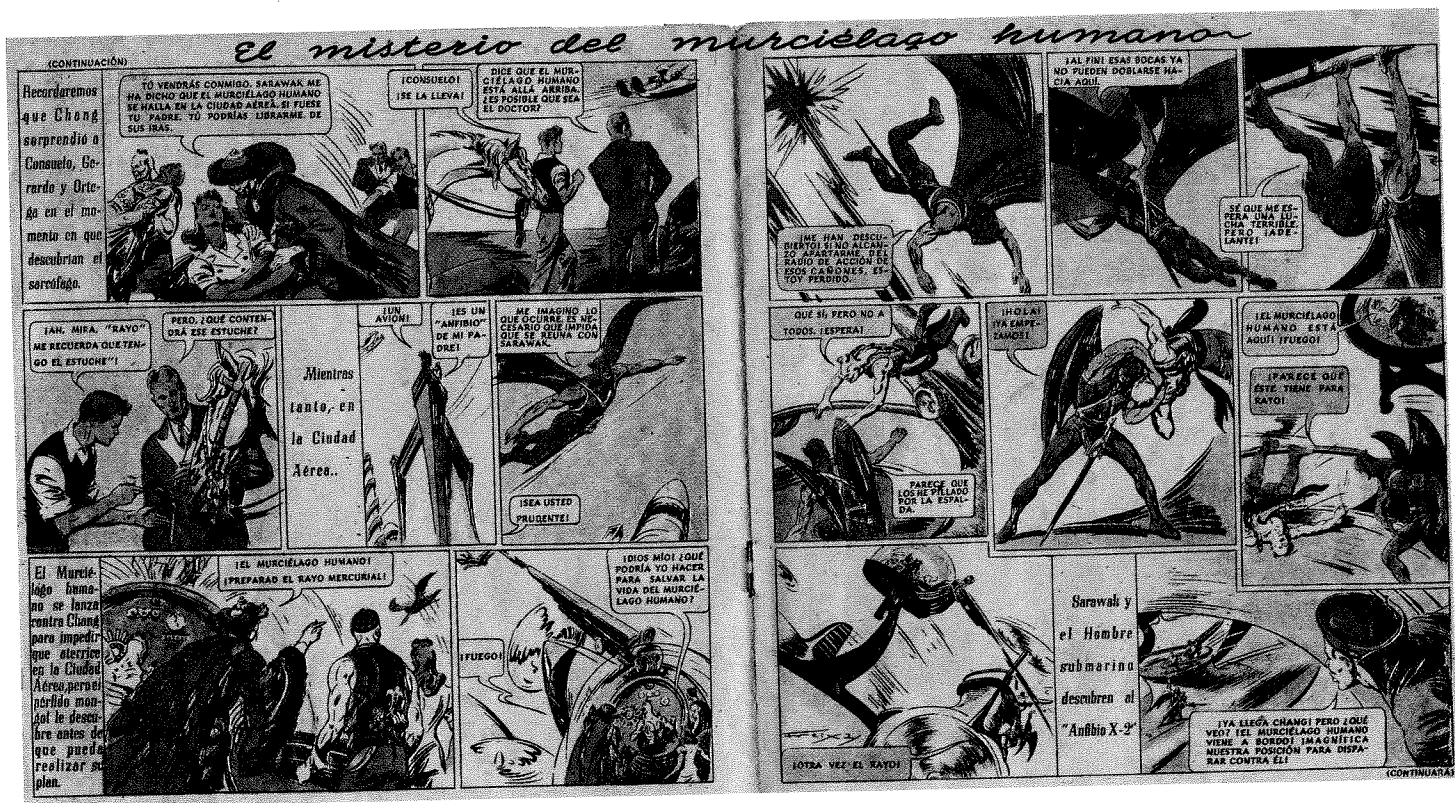 El misterio del murciélago humano
(CONTINUACIÓN)
Recordaremos
que Chang
sorprendió a
Consuelo, Ge-
rardo y Orte-
ga en el mo-
mento en que
descubrían el
sarcófago.
TÚ VENDRÁS CONMIGO. SARAWAK ME
HA DICHO QUE EL MURCIÉLAGO HUMANO
SE HALLA EN LA CIUDAD AÉREA. SI FUESE
TU PADRE, TÚ PODRÍAS LIBRARME DE
SUS IRAS.
¡CONSUELO!
¡SE LA LLEVA!
DICE QUE EL MUR-
CIÉLAGO HUMANO
ESTÁ ALLÁ ARRIBA.
¿ES POSIBLE QUE SEA
EL DOCTOR?
¡AH, MIRA, "RAYO"
ME RECUERDA QUE TEN-
GO EL ESTUCHE"!
PERO, ¿QUÉ CONTEN-
DRÁ ESE ESTUCHE?
Mientras
tanto, en
la Ciudad
Aérea..
¡UN
AVION!
¡ES UN
"ANFIBIO"
DE MI PA-
DRE!
ME IMAGINO LO
QUE OCURRE. ES NE-
CESARIO QUE IMPIDA
QUE SE REUNA CON
SARAWAK.
¡SEA USTED
PRUDENTE!
El Murcié-
lago huma-
no se lanza
contra Chang
para impedir
que aterrice
en la Ciudad
Aérea, pero el
pérfido mon-
gol le descu-
bre antes de
que pueda
realizar su
plan.
¡EL MURCIÉLAGO HUMANO!
¡PREPARAD EL RAYO MERCURIAL!
¡FUEGO!
¡DIOS MÍO! ¿QUÉ
PODRÍA YO HACER
PARA SALVAR LA
VIDA DEL MURCIÉ-
LAGO HUMANO?
¡ME HAN DESCU-
BIERTO! SI NO ALCAN-
ZO APARTARME DEL
RADIO DE ACCIÓN DE
ESOS CAÑONES, ES-
TOY PERDIDO.
¡AL FIN! ESAS BOCAS YA
NO PUEDEN DOBLARSE HA-
CIA AQUÍ.
SÉ QUE ME ES-
PERA UNA LU-
CHA TERRIBLE,
PERO ¡ADE-
LANTE!
QUE SÍ, PERO NO A
TODOS. ¡ESPERA!
PARECE QUE
LOS HE PILLADO
POR LA ESPAL-
DA.
¡HOLA!
¡YA EMPE-
ZAMOS!
¡EL MURCIÉLAGO
HUMANO ESTÁ
AQUÍ! ¡FUEGO!
¡PARECE QUE
ÉSTE TIENE PARA
RATO!
¡OTRA VEZ EL RAYO!
Sarawak y
el Hombre
submarino
descubren al
"Anfibio X-2"
¡YA LLEGA CHANG! PERO ¿QUÉ
VEO? ¡EL MURCIÉLAGO HUMANO
VIENE A BORDO! ¡MAGNÍFICA
NUESTRA POSICIÓN PARA DISPA-
RAR CONTRA ÉL!
(CONTINUARÁ)